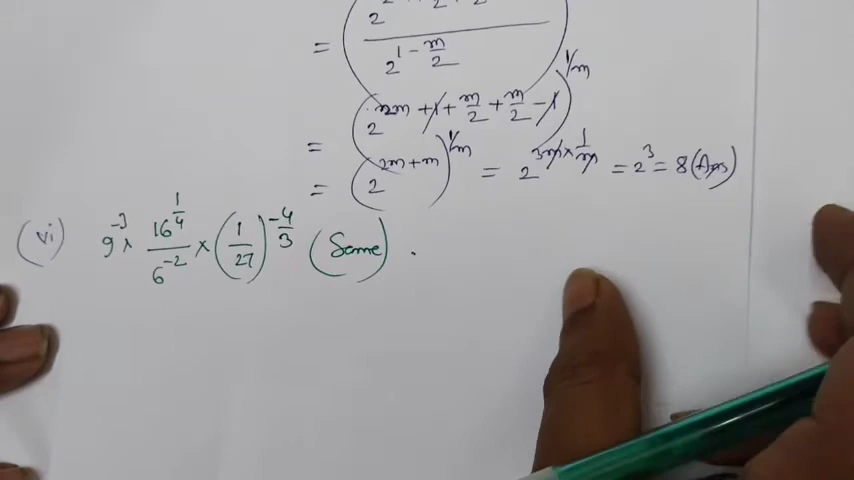 = 2^{1 - m/2}
= (2^{2m + 1 + m/2 + m/2 - 1})^{1/m}
= (2^{2m+m})^{1/m} = 2^{3m × 1/m} = 2^3 = 8 (Ans)
(vi) 9^{-3} × 16^{1/4} / 6^{-2} × (1/27)^{-4/3} (Same) .